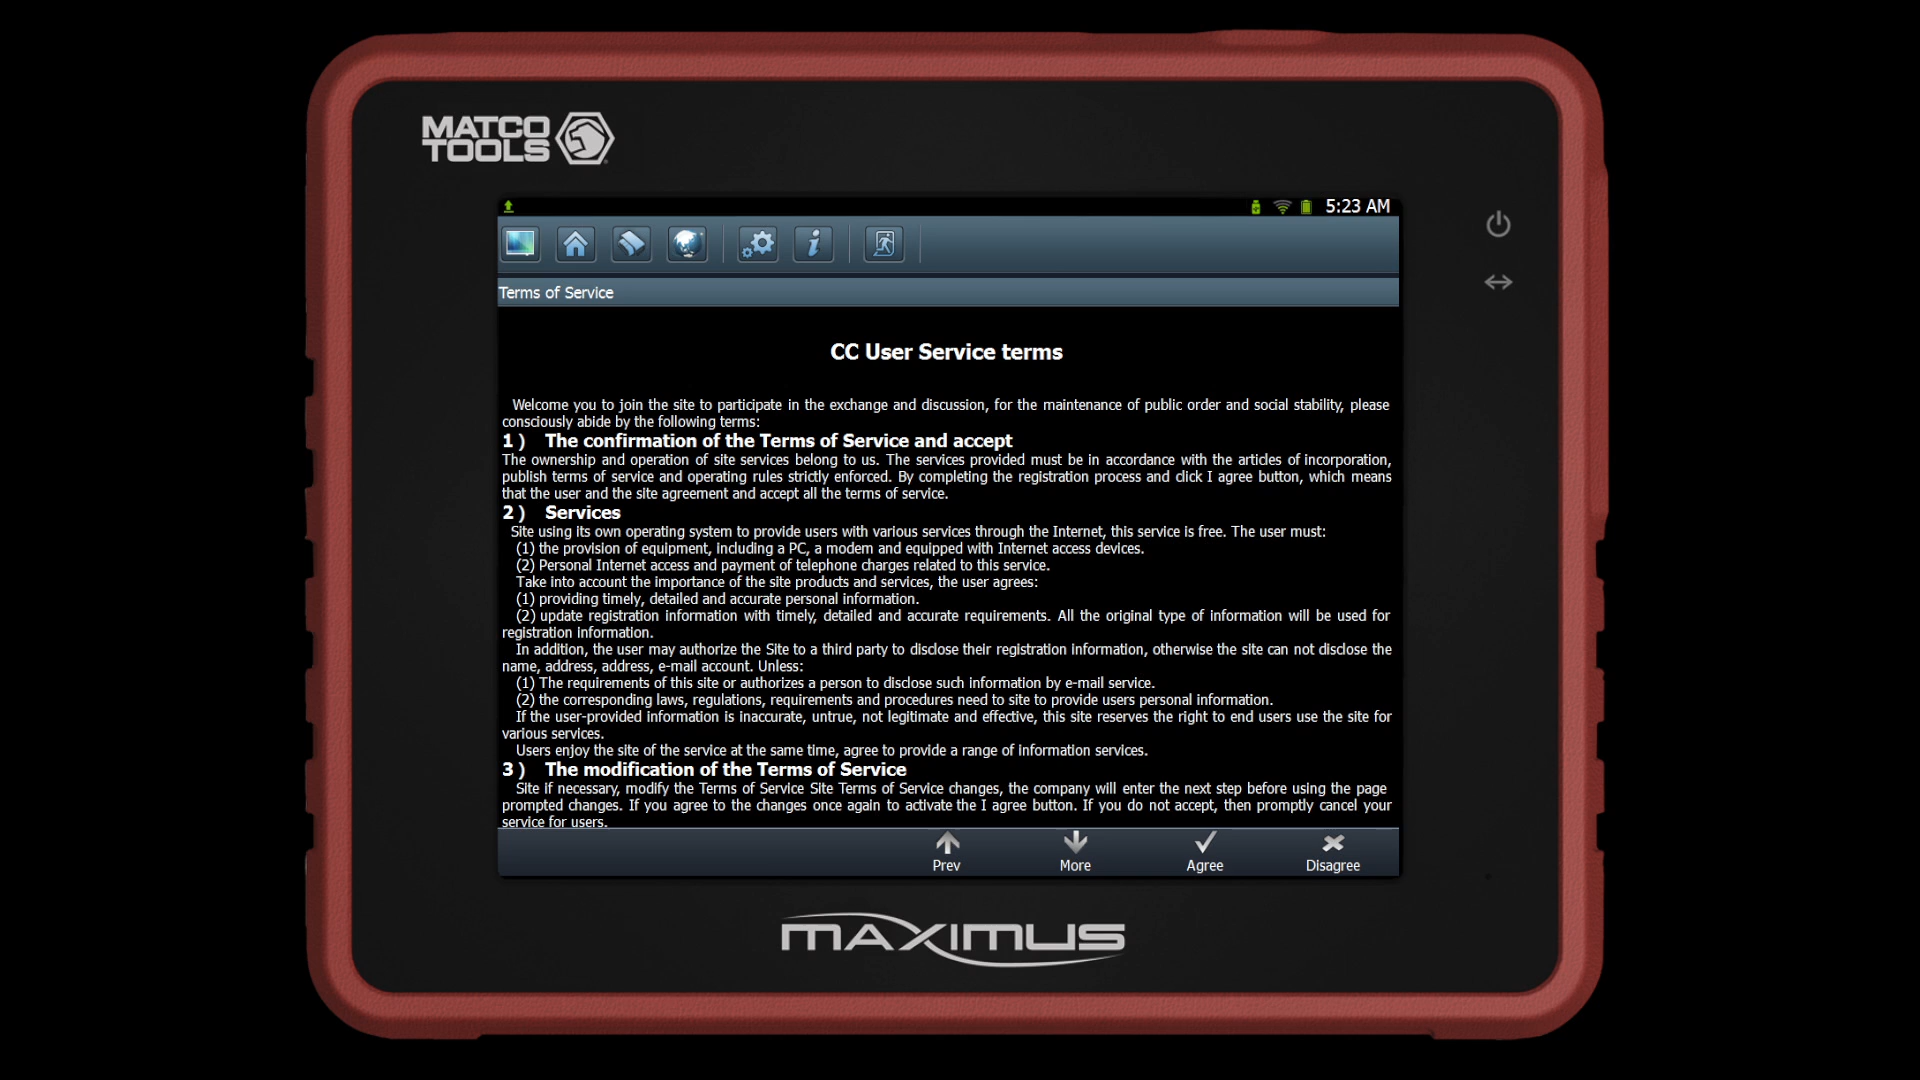 MATCO
TOOLS
5:23 AM
Terms of Service
CC User Service terms
Welcome you to join the site to participate in the exchange and discussion, for the maintenance of public order and social stability, please
consciously abide by the following terms:
1 ) The confirmation of the Terms of Service and accept
The ownership and operation of site services belong to us. The services provided must be in accordance with the articles of incorporation,
publish terms of service and operating rules strictly enforced. By completing the registration process and click I agree button, which means
that the user and the site agreement and accept all the terms of service.
2 ) Services
Site using its own operating system to provide users with various services through the Internet, this service is free. The user must:
(1) the provision of equipment, including a PC, a modem and equipped with Internet access devices.
(2) Personal Internet access and payment of telephone charges related to this service.
Take into account the importance of the site products and services, the user agrees:
(1) providing timely, detailed and accurate personal information.
(2) update registration information with timely, detailed and accurate requirements. All the original type of information will be used for
registration information.
In addition, the user may authorize the Site to a third party to disclose their registration information, otherwise the site can not disclose the
name, address, address, e-mail account. Unless:
(1) The requirements of this site or authorizes a person to disclose such information by e-mail service.
(2) the corresponding laws, regulations, requirements and procedures need to site to provide users personal information.
If the user-provided information is inaccurate, untrue, not legitimate and effective, this site reserves the right to end users use the site for
various services.
Users enjoy the site of the service at the same time, agree to provide a range of information services.
3 ) The modification of the Terms of Service
Site if necessary, modify the Terms of Service Site Terms of Service changes, the company will enter the next step before using the page
prompted changes. If you agree to the changes once again to activate the I agree button. If you do not accept, then promptly cancel your
service for users.
Prev More Agree Disagree
MAXIMUS